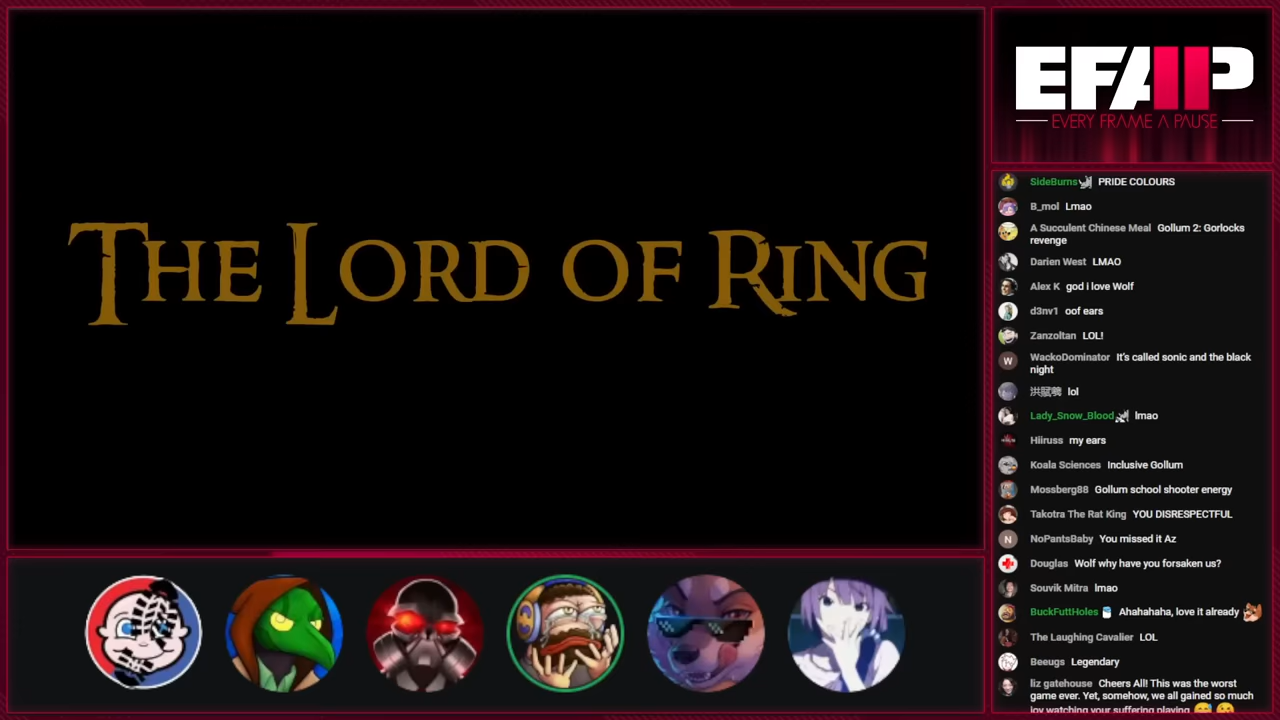 THE LORD OF RING
EFAP
EVERY FRAME A PAUSE
SideBurns PRIDE COLOURS
B_mol Lmao
A Succulent Chinese Meal Gollum 2: Gorlocks
revenge
Darien West LMAO
Alex K god i love Wolf
d3nv1 oof ears
Zanzoltan LOL!
W
WackoDominator It's called sonic and the black
night
lol
Lady_Snow_Blood lmao
Hiiruss my ears
Koala Sciences Inclusive Gollum
Mossberg88 Gollum school shooter energy
Takotra The Rat King YOU DISRESPECTFUL
N
NoPantsBaby You missed it Az
Douglas Wolf why have you forsaken us?
Souvik Mitra lmao
BuckFuttHoles Ahahahaha, love it already
The Laughing Cavalier LOL
Beeugs Legendary
liz gatehouse Cheers All! This was the worst
game ever. Yet, somehow, we all gained so much
joy watching your suffering playing